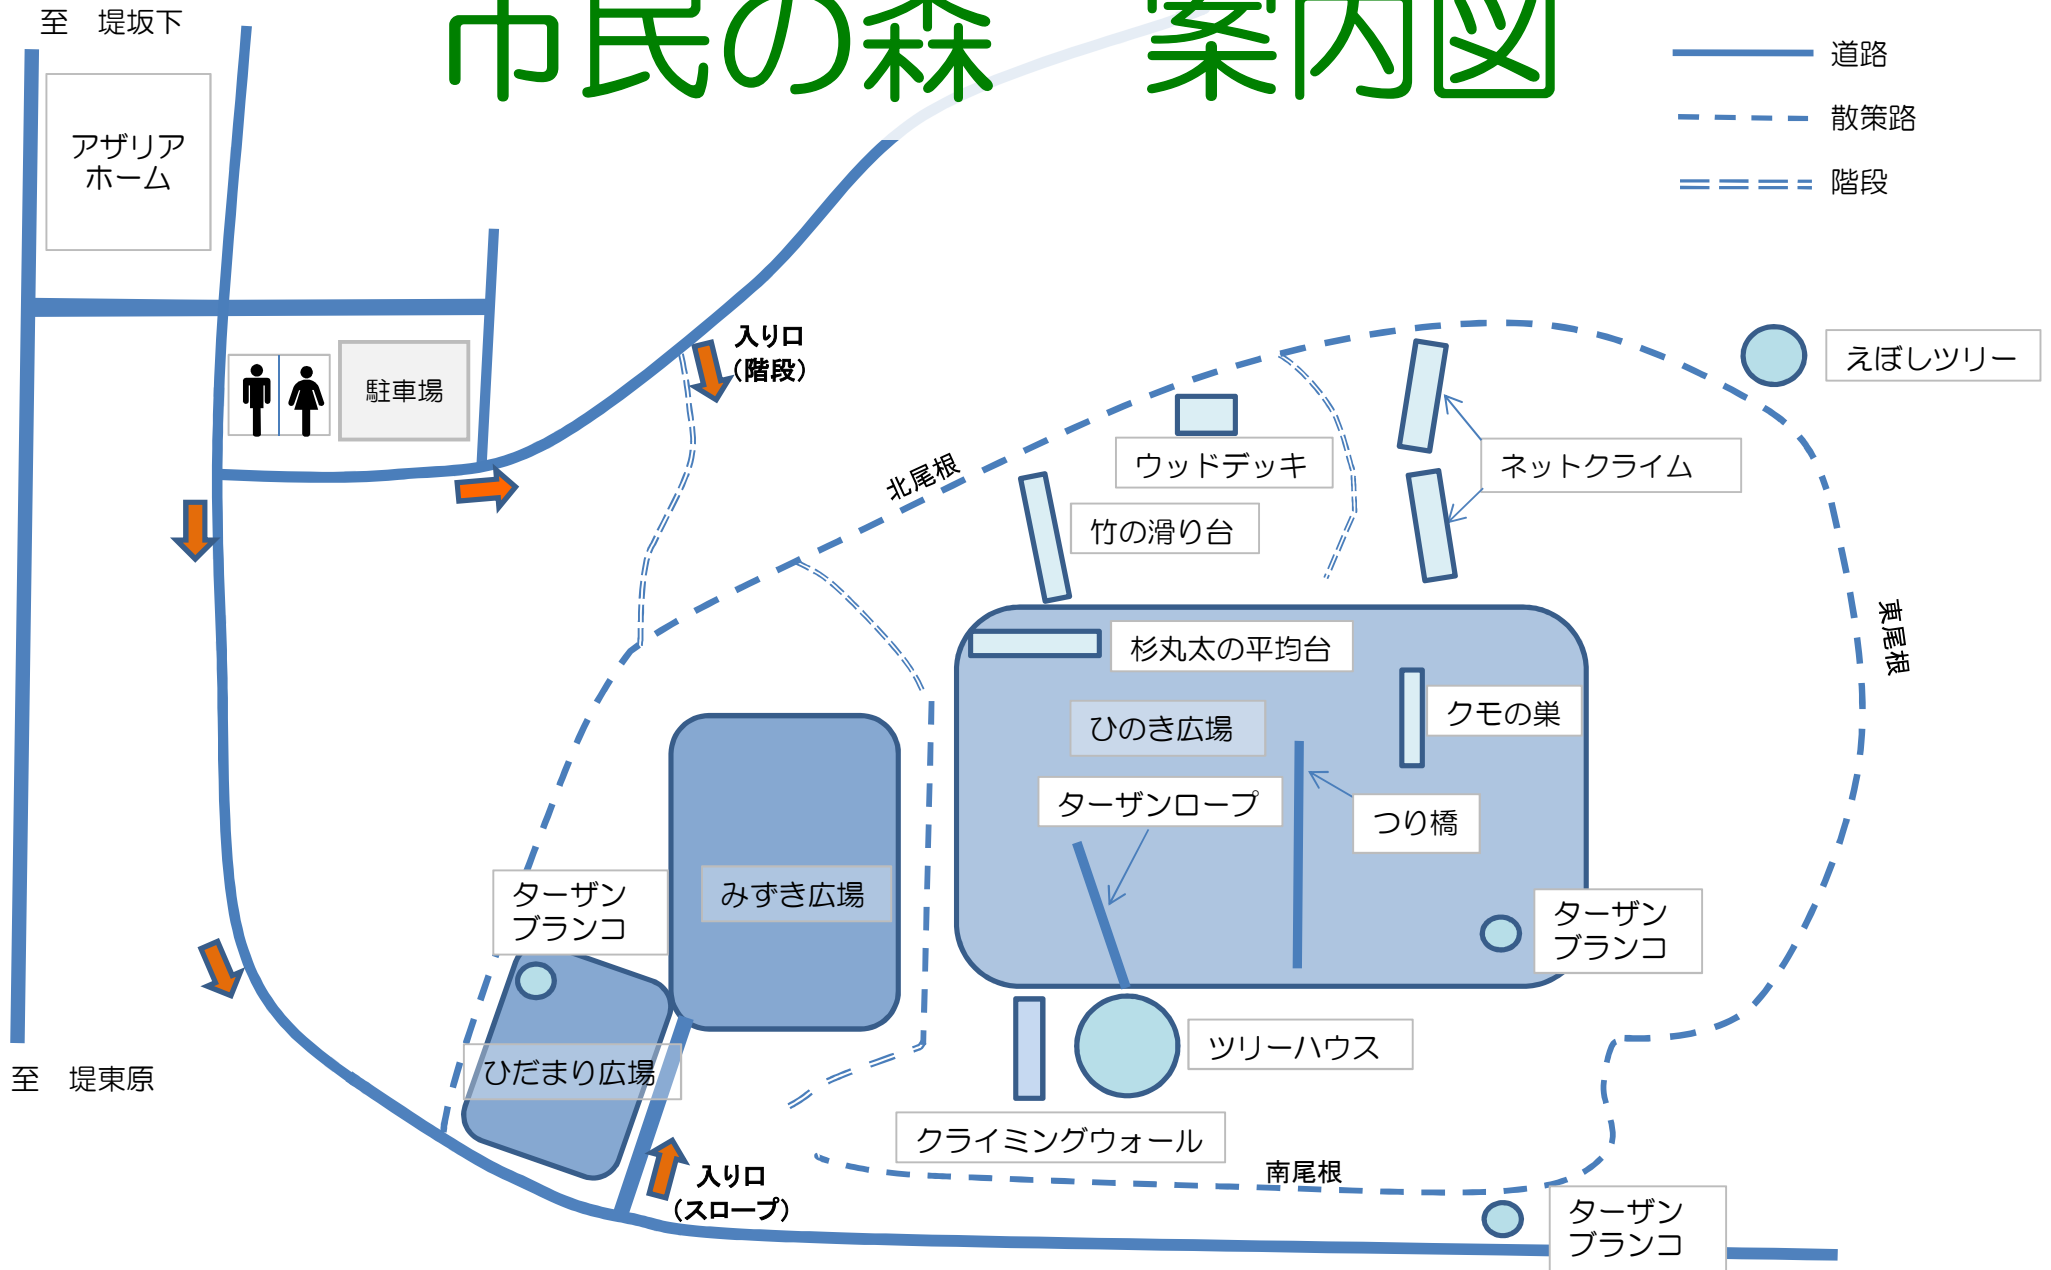 市民の森　案内図
至　堤坂下
道路
散策路
階段
アザリア
ホーム
入り口
（階段）
駐車場
えぼしツリー
ウッドデッキ
ネットクライム
北尾根
竹の滑り台
東尾根
杉丸太の平均台
クモの巣
ひのき広場
ターザンロープ
つり橋
ターザン
ブランコ
みずき広場
ターザン
ブランコ
ひだまり広場
ツリーハウス
至　堤東原
クライミングウォール
南尾根
入り口
（スロープ）
ターザン
ブランコ